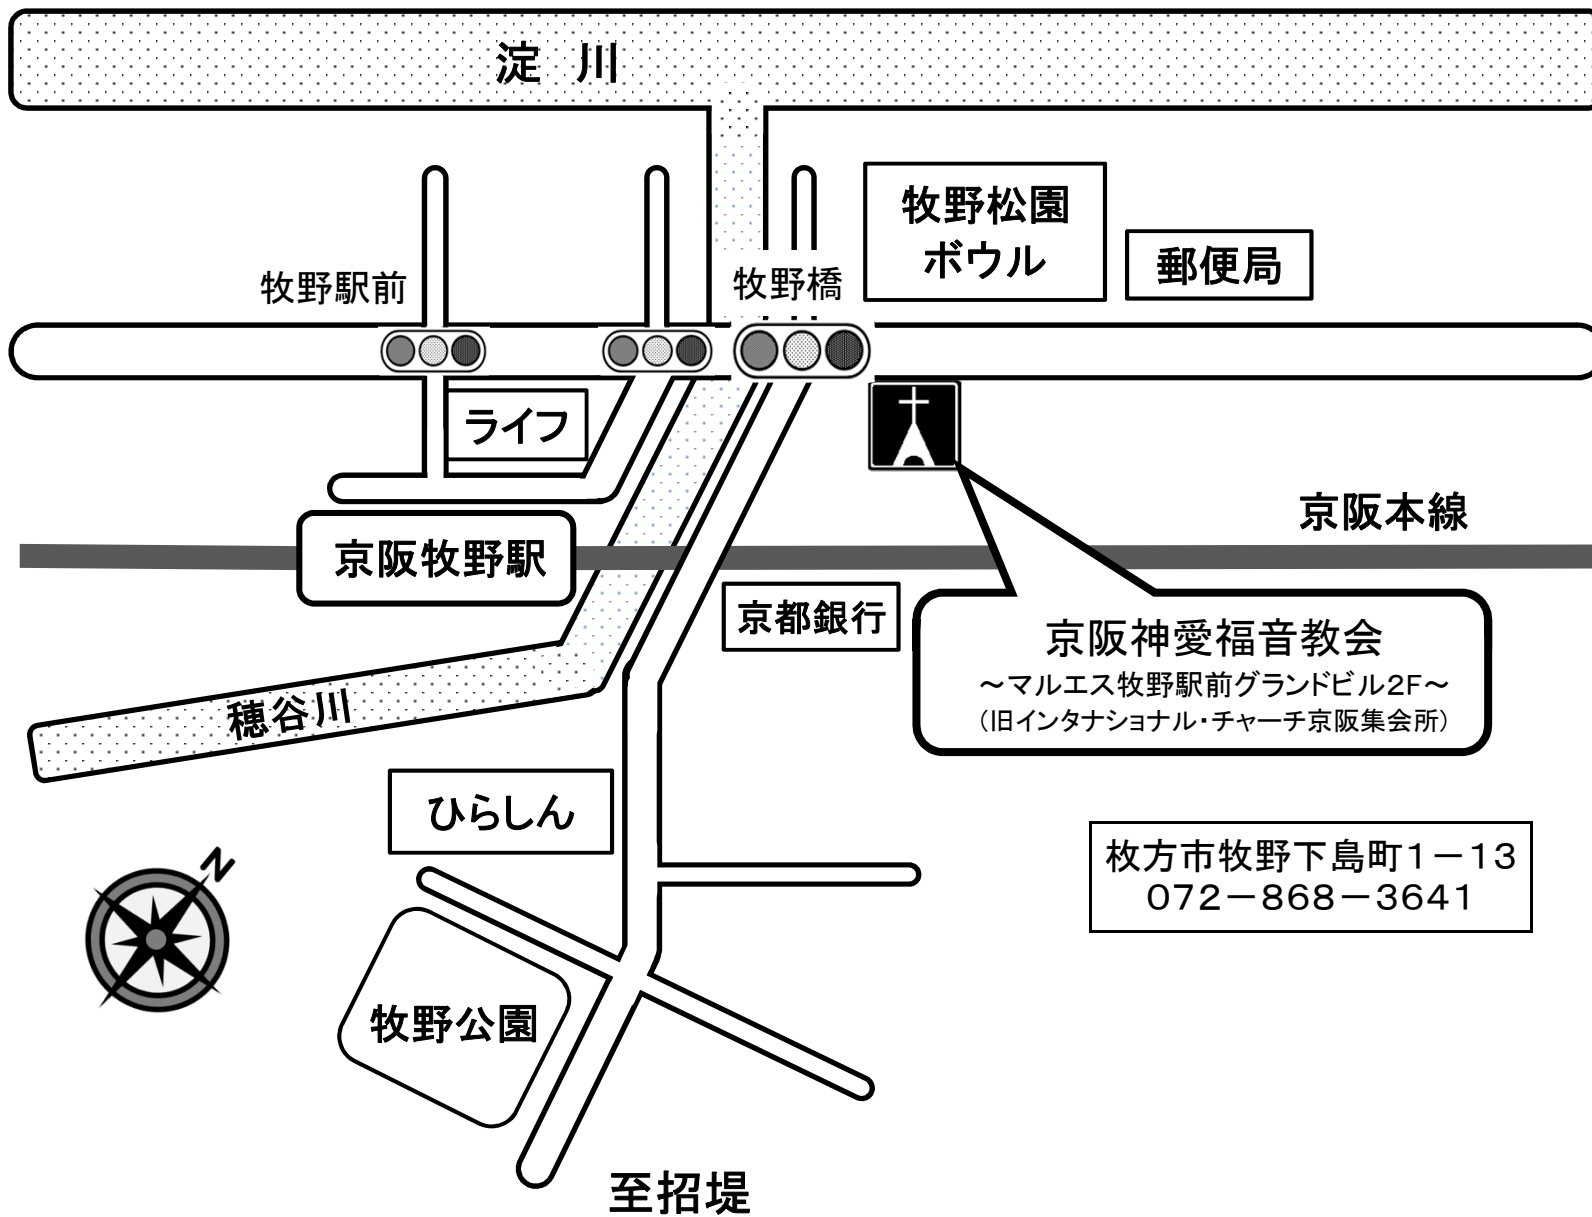 淀 川
牧野松園
ボウル
郵便局
牧野駅前
牧野橋
ライフ
京阪本線
京阪牧野駅
京都銀行
京阪神愛福音教会
～マルエス牧野駅前グランドビル2F～
（旧インタナショナル・チャーチ京阪集会所）
穂谷川
ひらしん
枚方市牧野下島町1－13
072－868－3641
N
牧野公園
至招堤